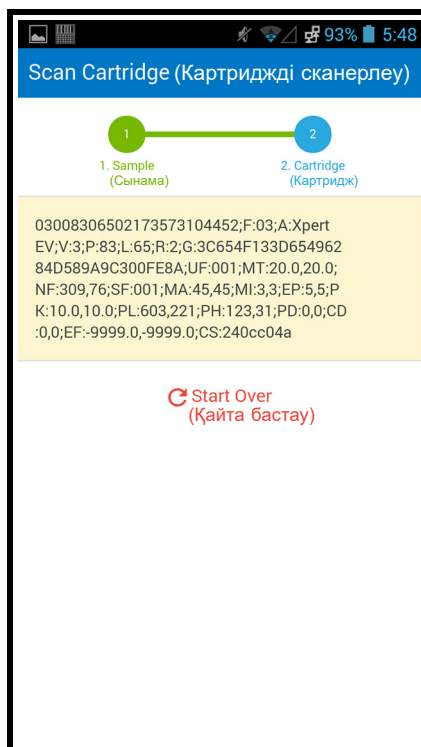 93% 5:48
Scan Cartridge (Картриджді сканерлеу)
1 2
1. Sample 2. Cartridge
(Сынама) (Картридж)
03008306502173573104452;F:03;A:Xpert
EV;V:3;P:83;L:65;R:2;G:3C654F133D654962
84D589A9C300FE8A;UF:001;MT:20.0,20.0;
NF:309,76;SF:001;MA:45,45;MI:3,3;EP:5,5;P
K:10.0,10.0;PL:603,221;PH:123,31;PD:0,0;CD
:0,0;EF:-9999.0,-9999.0;CS:240cc04a
Start Over
(Қайта бастау)